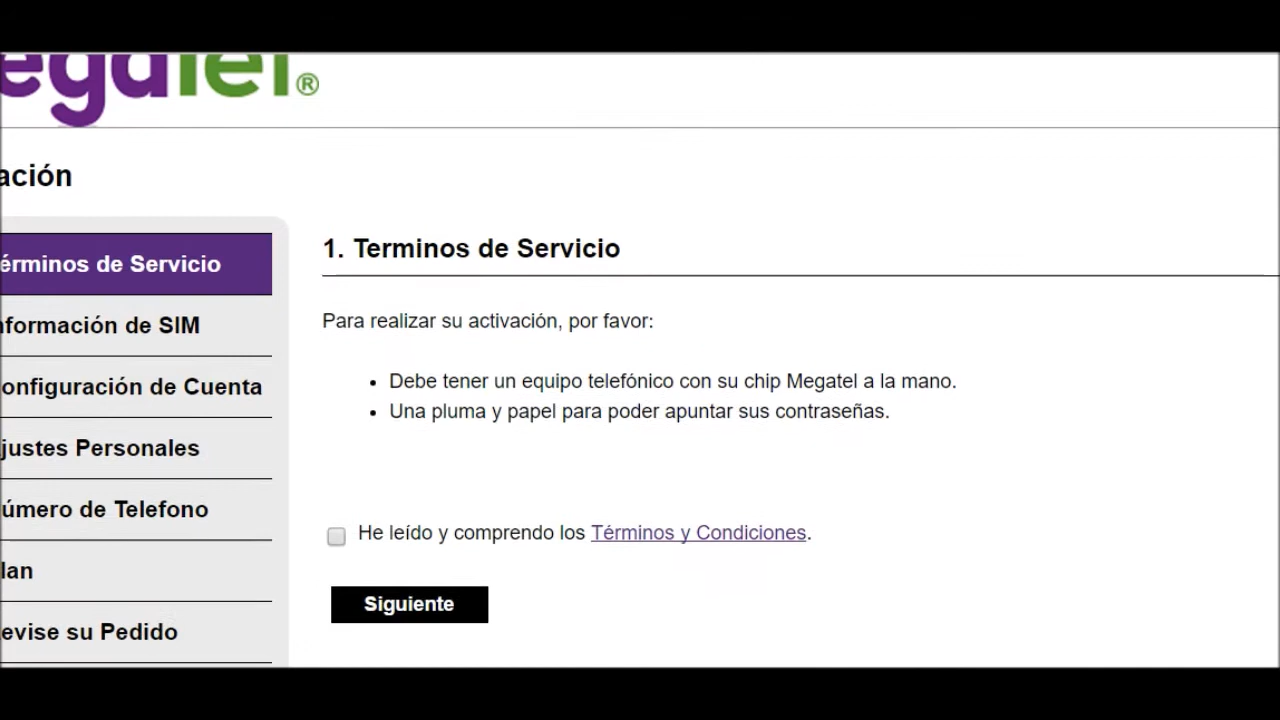 egatel®
ación
1. Terminos de Servicio
érminos de Servicio
Para realizar su activación, por favor:
nformación de SIM
onfiguración de Cuenta
• Debe tener un equipo telefónico con su chip Megatel a la mano.
• Una pluma y papel para poder apuntar sus contraseñas.
justes Personales
úmero de Telefono
He leído y comprendo los Términos y Condiciones.
lan
Siguiente
evise su Pedido